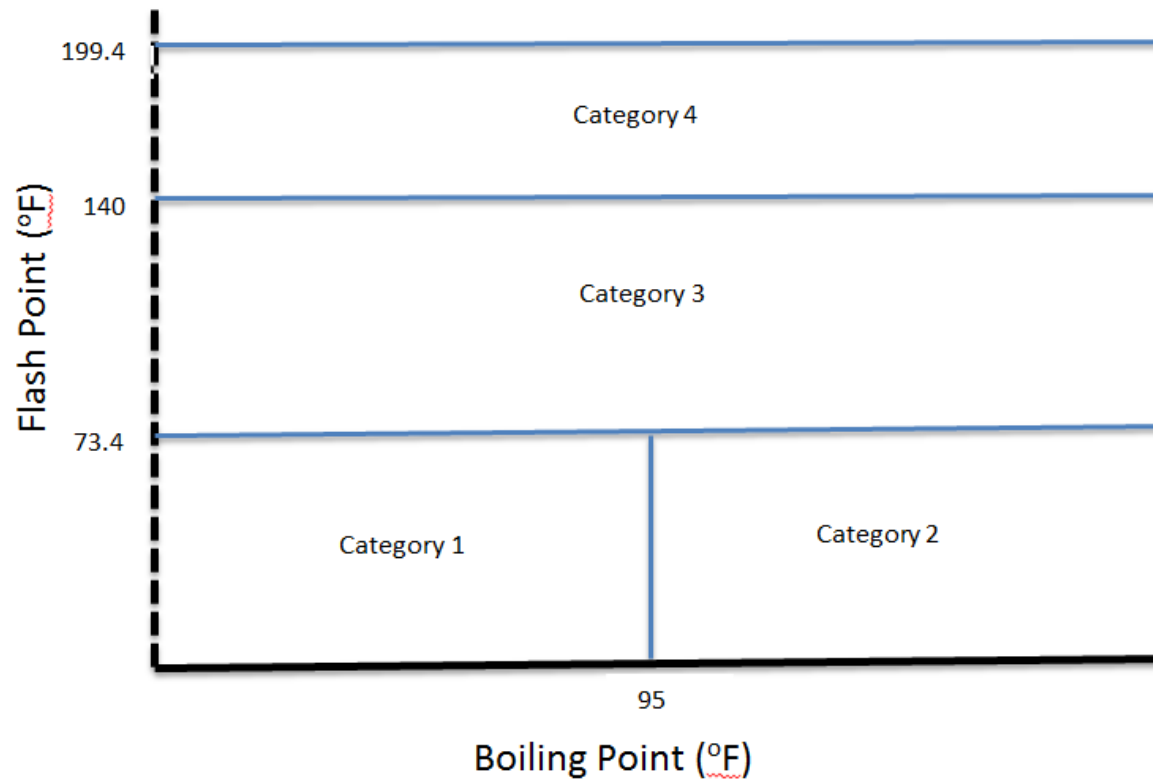 199.4
Category 4
140
Flash Point (°F)
Category 3
73.4
Category 1
Category 2
95
Boiling Point (°F)